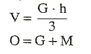 V = G · h / 3
O = G + M